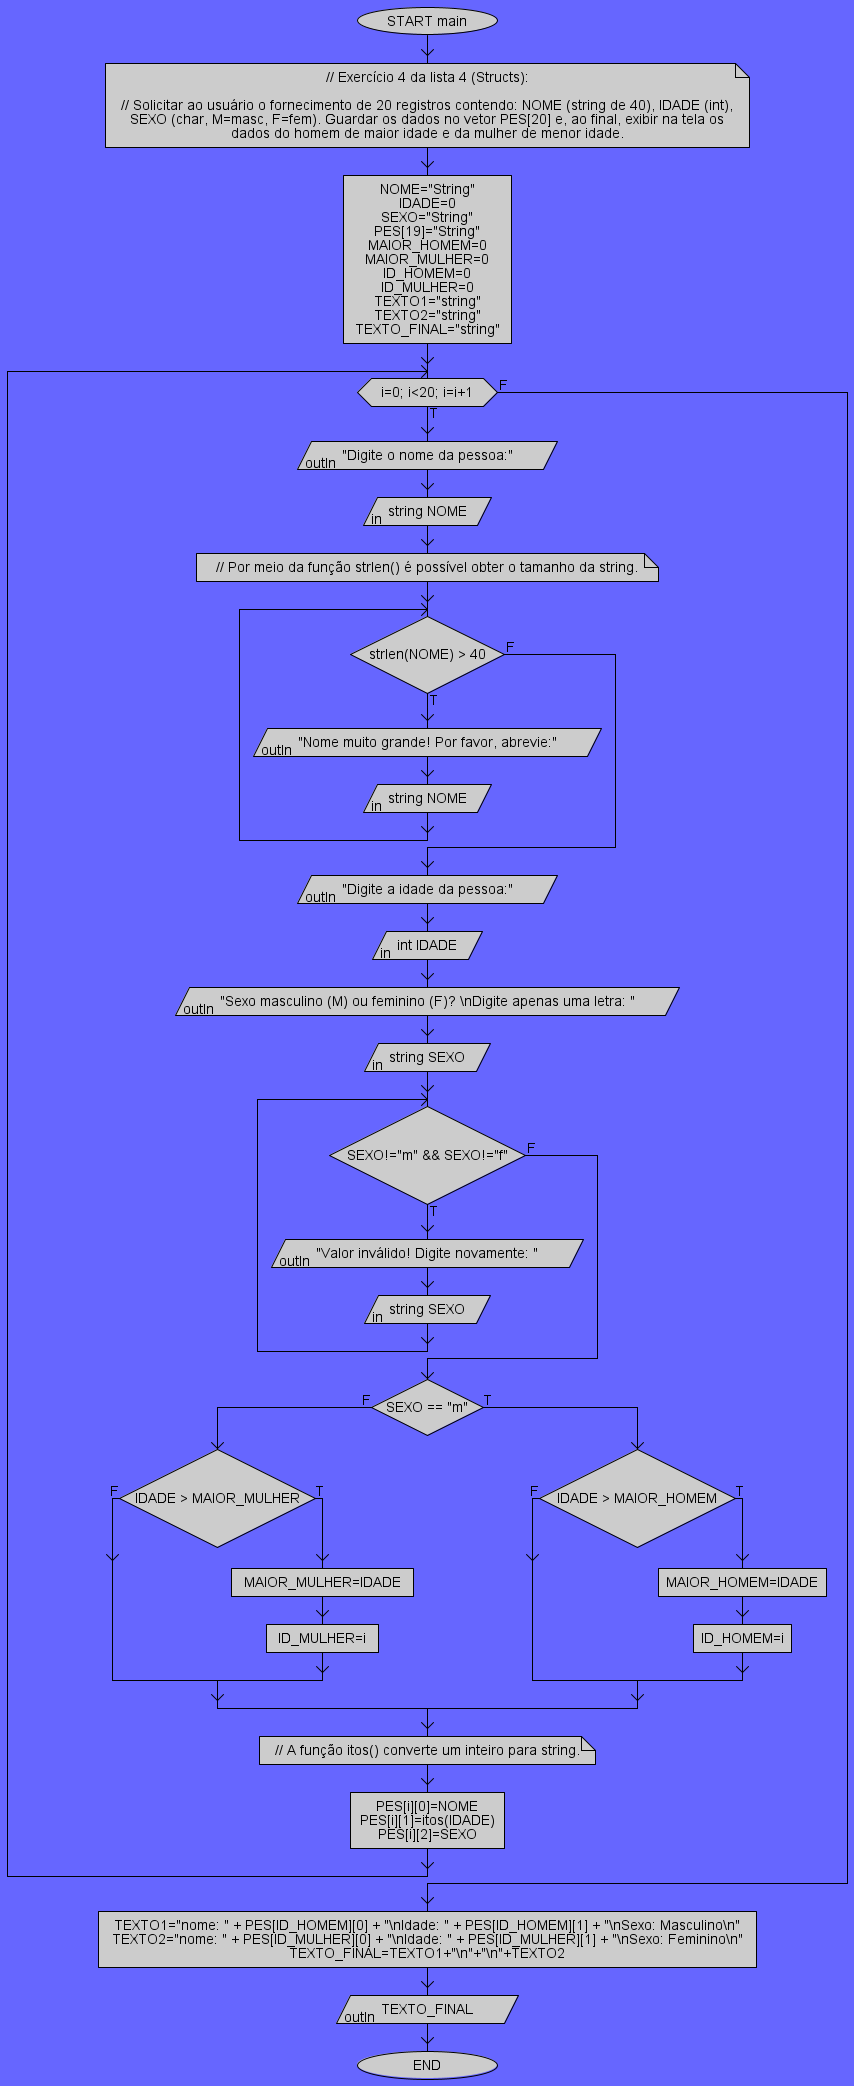 START main
// Exercício 4 da lista 4 (Structs):
// Solicitar ao usuário o fornecimento de 20 registros contendo: NOME (string de 40), IDADE (int),
SEXO (char, M=masc, F=fem). Guardar os dados no vetor PES[20] e, ao final, exibir na tela os
dados do homem de maior idade e da mulher de menor idade.
NOME="String"
IDADE=0
SEXO="String"
PES[19]="String"
MAIOR_HOMEM=0
MAIOR_MULHER=0
ID_HOMEM=0
ID_MULHER=0
TEXTO1="string"
TEXTO2="string"
TEXTO_FINAL="string"
i=0; i<20; i=i+1
F
T
outln "Digite o nome da pessoa:"
in string NOME
// Por meio da função strlen() é possível obter o tamanho da string.
strlen(NOME) > 40
F
T
outln "Nome muito grande! Por favor, abrevie:"
in string NOME
outln "Digite a idade da pessoa:"
in int IDADE
outln "Sexo masculino (M) ou feminino (F)? \nDigite apenas uma letra: "
in string SEXO
SEXO!="m" && SEXO!="f"
F
T
outln "Valor inválido! Digite novamente: "
in string SEXO
F SEXO == "m" T
F IDADE > MAIOR_MULHER T
F IDADE > MAIOR_HOMEM T
MAIOR_MULHER=IDADE
MAIOR_HOMEM=IDADE
ID_MULHER=i
ID_HOMEM=i
// A função itos() converte um inteiro para string.
PES[i][0]=NOME
PES[i][1]=itos(IDADE)
PES[i][2]=SEXO
TEXTO1="nome: " + PES[ID_HOMEM][0] + "\nIdade: " + PES[ID_HOMEM][1] + "\nSexo: Masculino\n"
TEXTO2="nome: " + PES[ID_MULHER][0] + "\nIdade: " + PES[ID_MULHER][1] + "\nSexo: Feminino\n"
TEXTO_FINAL=TEXTO1+"\n"+"\n"+TEXTO2
outln TEXTO_FINAL
END